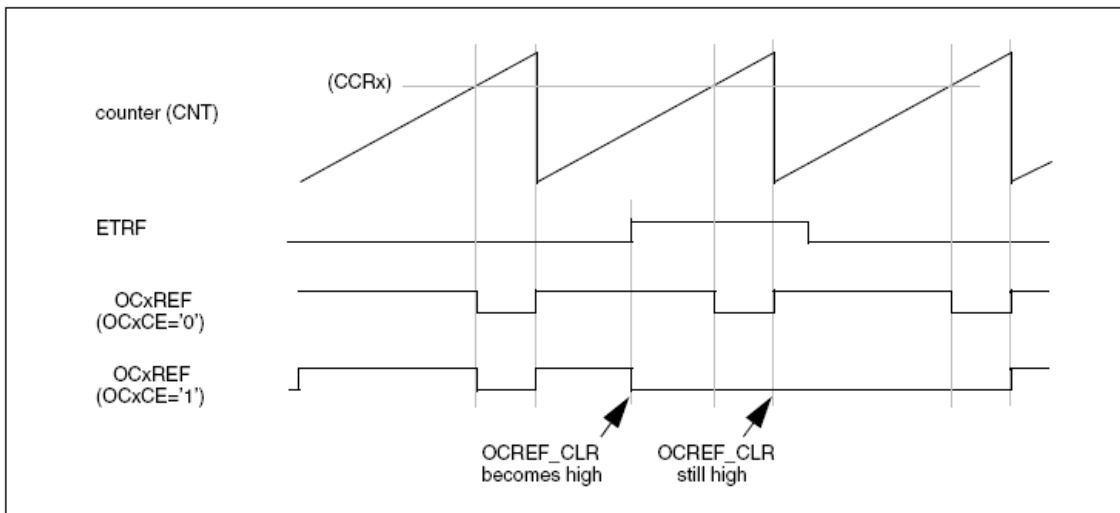 (CCRx)
counter (CNT)
ETRF
OCxREF
(OCxCE='0')
OCxREF
(OCxCE='1')
OCREF_CLR
becomes high
OCREF_CLR
still high